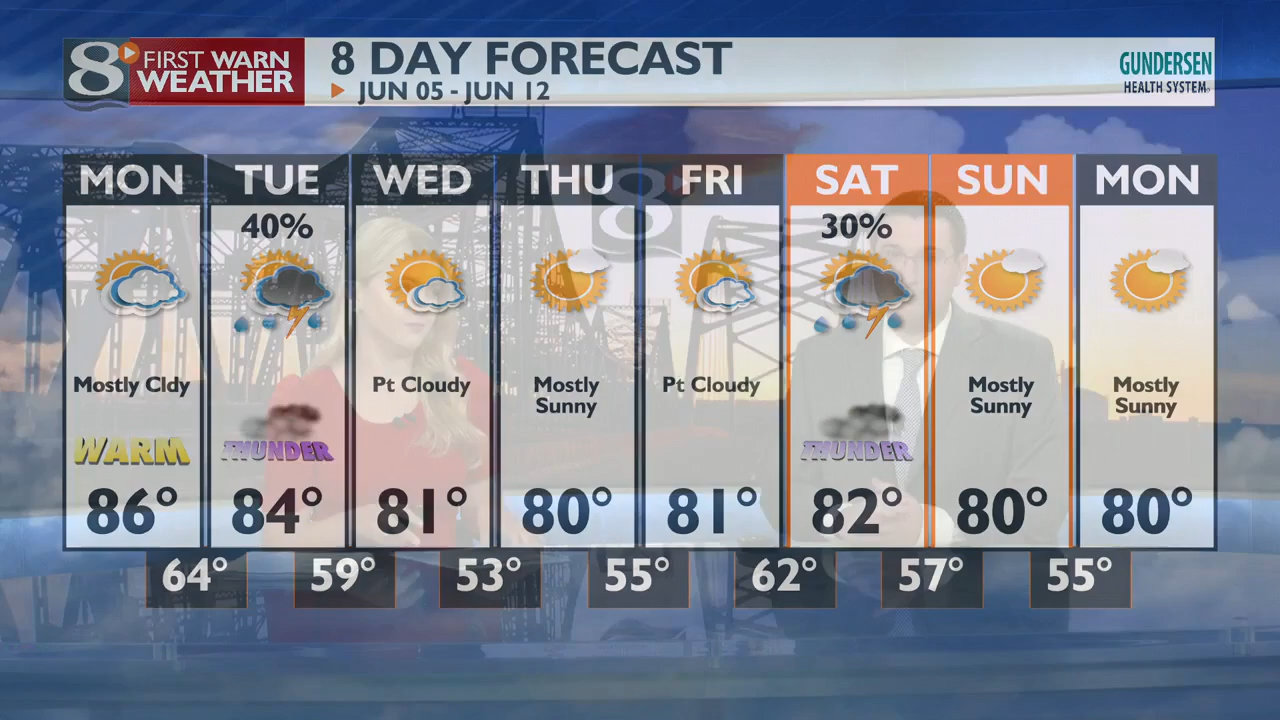 8 FIRST WARN WEATHER
8 DAY FORECAST
JUN 05 - JUN 12
GUNDERSEN
HEALTH SYSTEM®
MON TUE WED THU FRI SAT SUN MON
40% 30%
Mostly Cldy
Pt Cloudy
Mostly
Sunny
Pt Cloudy
Mostly
Sunny
Mostly
Sunny
WARM THUNDER THUNDER
86° 84° 81° 80° 81° 82° 80° 80°
64° 59° 53° 55° 62° 57° 55°
8